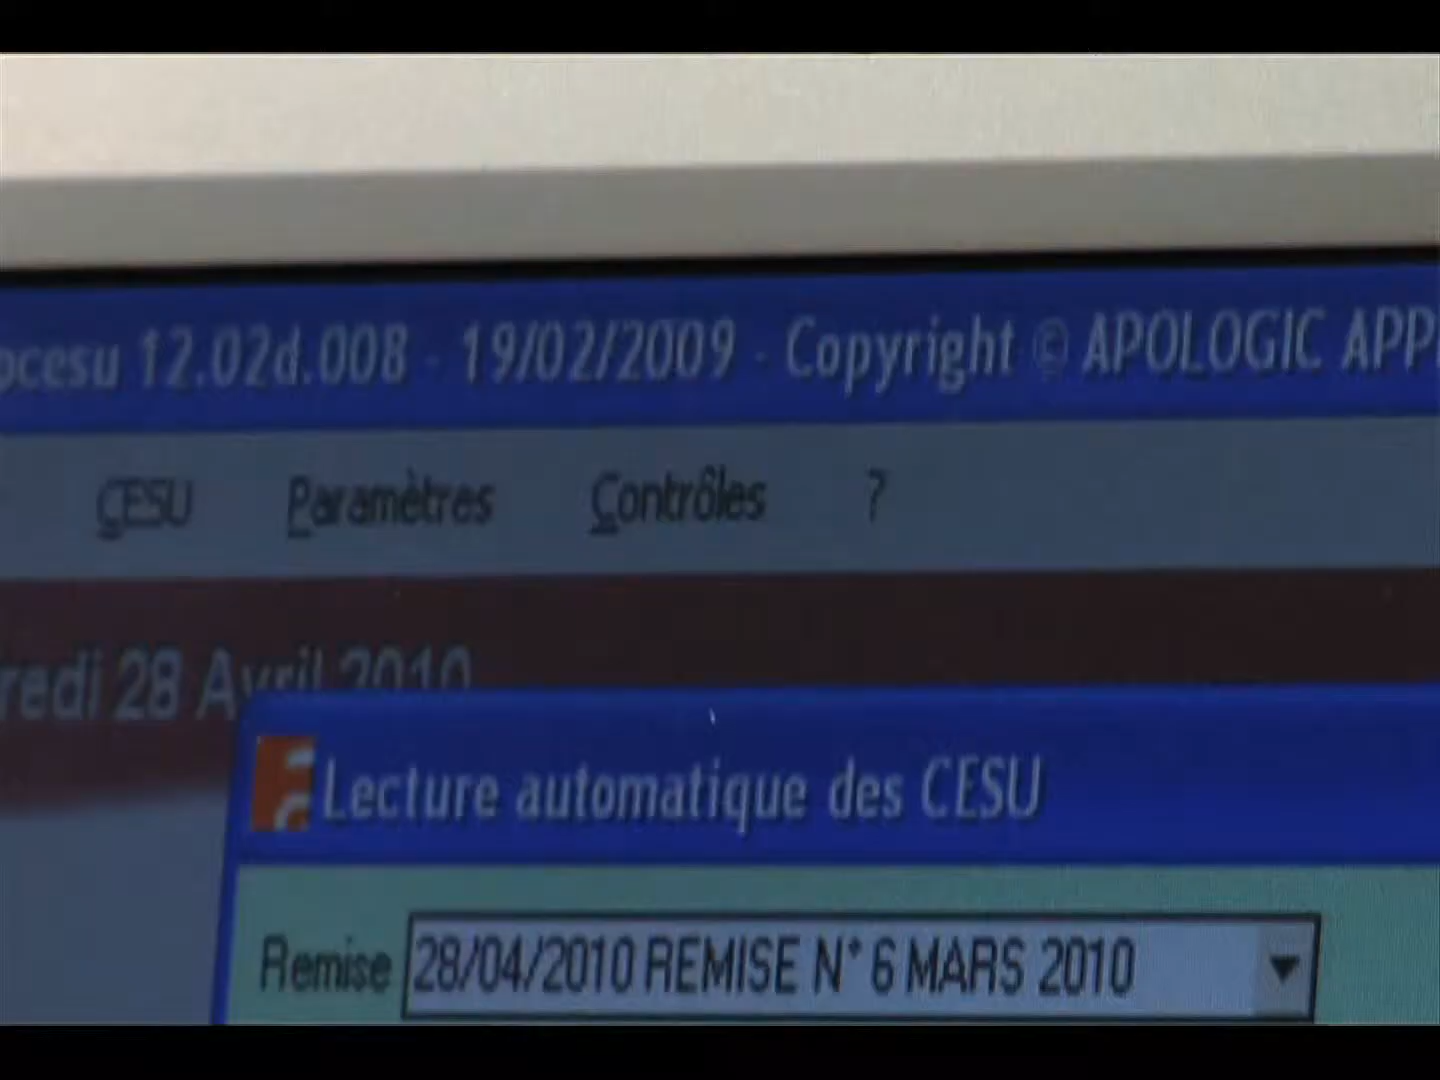 ocesu 12.02d.008 - 19/02/2009 - Copyright © APOLOGIC APP
CESU Paramètres Contrôles ?
redi 28 Avril 2010
Lecture automatique des CESU
Remise 28/04/2010 REMISE N° 6 MARS 2010